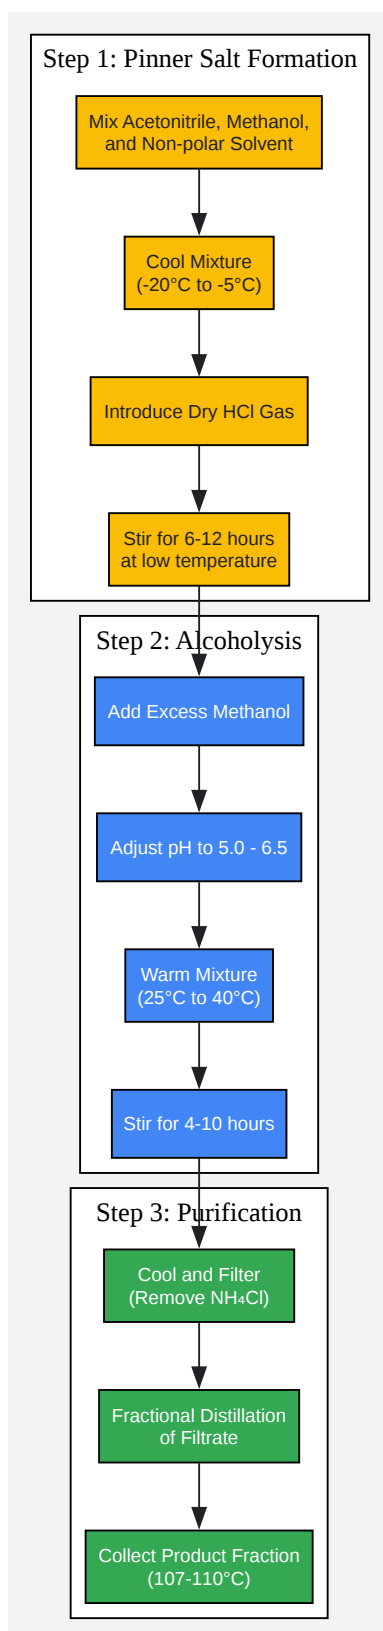 Step 1: Pinner Salt Formation
Mix Acetonitrile, Methanol,
and Non-polar Solvent
Cool Mixture
(-20°C to -5°C)
Introduce Dry HCl Gas
Stir for 6-12 hours
at low temperature
Step 2: Alcoholysis
Add Excess Methanol
Adjust pH to 5.0 - 6.5
Warm Mixture
(25°C to 40°C)
Stir for 4-10 hours
Step 3: Purification
Cool and Filter
(Remove NH₄Cl)
Fractional Distillation
of Filtrate
Collect Product Fraction
(107-110°C)